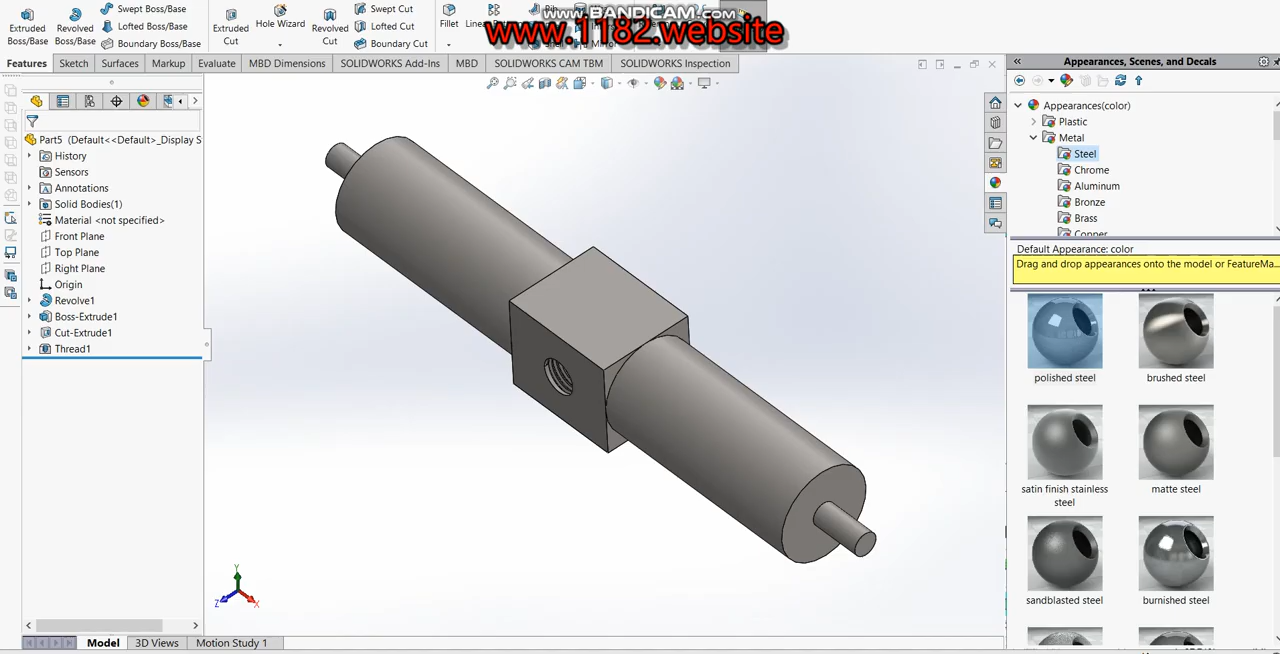 www.BANDICAM.com
www.1182.website
Extruded Boss/Base
Revolved Boss/Base
Swept Boss/Base
Lofted Boss/Base
Boundary Boss/Base
Extruded Cut
Hole Wizard
Revolved Cut
Swept Cut
Lofted Cut
Boundary Cut
Fillet
Features
Sketch
Surfaces
Markup
Evaluate
MBD Dimensions
SOLIDWORKS Add-Ins
MBD
SOLIDWORKS CAM TBM
SOLIDWORKS Inspection
Part5 (Default<<Default>_Display S
History
Sensors
Annotations
Solid Bodies(1)
Material <not specified>
Front Plane
Top Plane
Right Plane
Origin
Revolve1
Boss-Extrude1
Cut-Extrude1
Thread1
Y
Z
X
Model
3D Views
Motion Study 1
Appearances, Scenes, and Decals
Appearances(color)
Plastic
Metal
Steel
Chrome
Aluminum
Bronze
Brass
Copper
Default Appearance: color
Drag and drop appearances onto the model or FeatureMa...
polished steel
brushed steel
satin finish stainless steel
matte steel
sandblasted steel
burnished steel